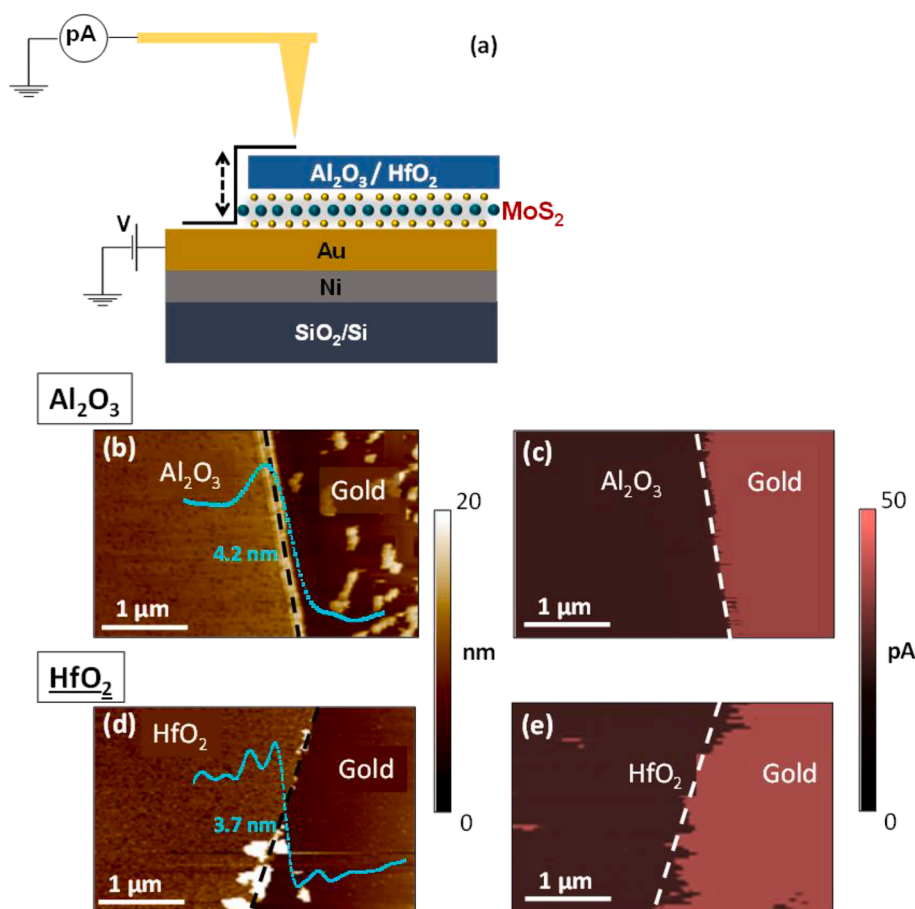 pA
(a)
Al₂O₃ / HfO₂
MoS₂
V
Au
Ni
SiO₂/Si
Al₂O₃
(b)
Al₂O₃
Gold
4.2 nm
1 µm
20
nm
0
(c)
Al₂O₃
Gold
1 µm
50
pA
0
HfO₂
(d)
HfO₂
Gold
3.7 nm
1 µm
(e)
HfO₂
Gold
1 µm